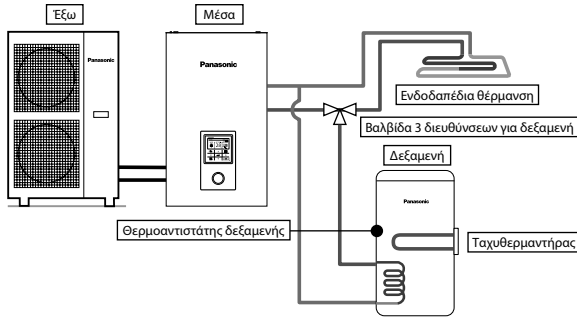 Έξω
Μέσα
Panasonic
Panasonic
Ενδοδαπέδια θέρμανση
Βαλβίδα 3 διευθύνσεων για δεξαμενή
Δεξαμενή
Panasonic
Θερμοαντιστάτης δεξαμενής
Ταχυθερμαντήρας